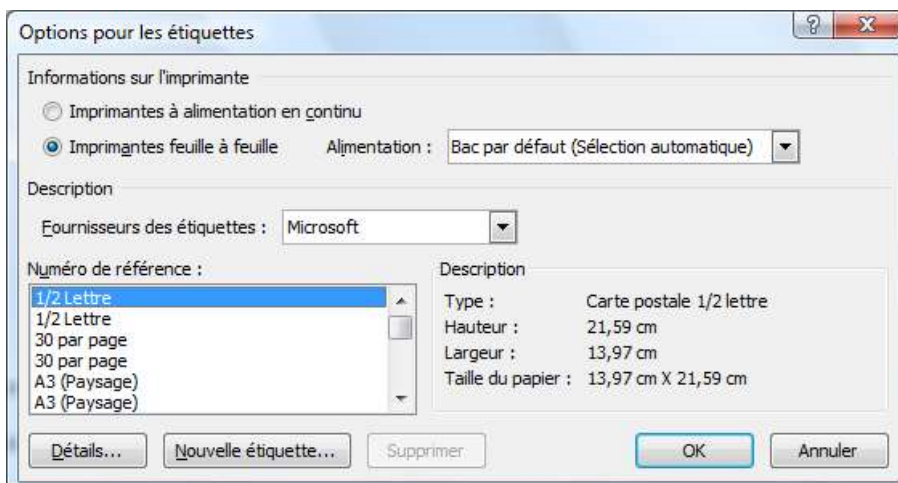 Options pour les étiquettes
Informations sur l'imprimante
Imprimantes à alimentation en continu
Imprimantes feuille à feuille Alimentation : Bac par défaut (Sélection automatique)
Description
Fournisseurs des étiquettes : Microsoft
Numéro de référence :
1/2 Lettre
1/2 Lettre
30 par page
30 par page
A3 (Paysage)
A3 (Paysage)
Description
Type : Carte postale 1/2 lettre
Hauteur : 21,59 cm
Largeur : 13,97 cm
Taille du papier : 13,97 cm X 21,59 cm
Détails... Nouvelle étiquette... Supprimer OK Annuler